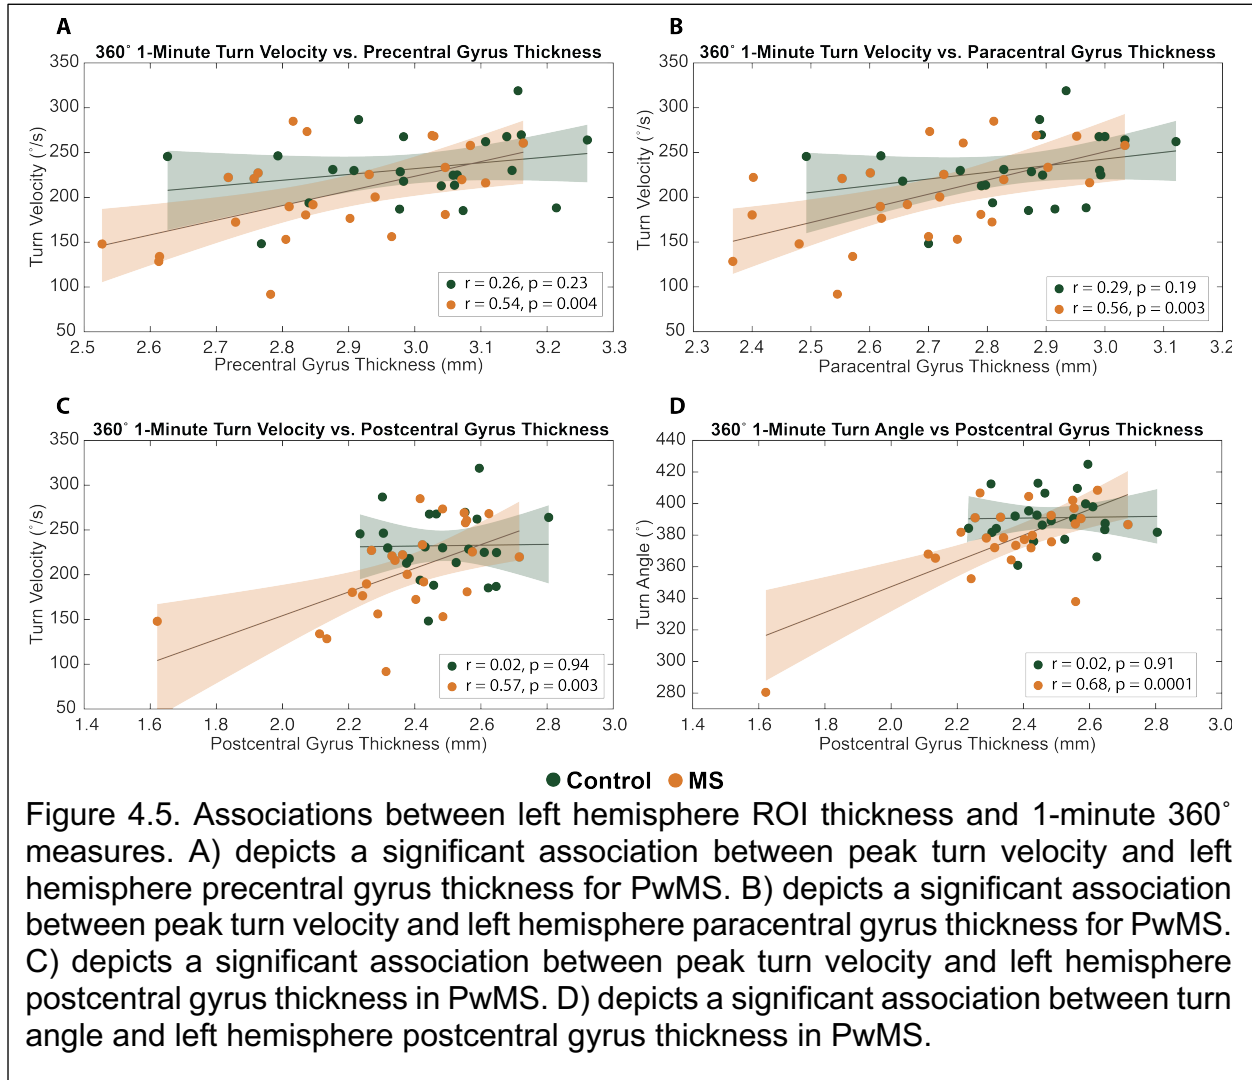 A
360˚ 1-Minute Turn Velocity vs. Precentral Gyrus Thickness
350
300
250
200
150
100
50
Turn Velocity (˚/s)
r = 0.26, p = 0.23
r = 0.54, p = 0.004
2.5 2.6 2.7 2.8 2.9 3.0 3.1 3.2 3.3
Precentral Gyrus Thickness (mm)
B
360˚ 1-Minute Turn Velocity vs. Paracentral Gyrus Thickness
350
300
250
200
150
100
50
Turn Velocity (˚/s)
r = 0.29, p = 0.19
r = 0.56, p = 0.003
2.3 2.4 2.5 2.6 2.7 2.8 2.9 3.0 3.1 3.2
Paracentral Gyrus Thickness (mm)
C
360˚ 1-Minute Turn Velocity vs. Postcentral Gyrus Thickness
350
300
250
200
150
100
50
Turn Velocity (˚/s)
r = 0.02, p = 0.94
r = 0.57, p = 0.003
1.4 1.6 1.8 2.0 2.2 2.4 2.6 2.8 3.0
Postcentral Gyrus Thickness (mm)
D
360˚ 1-Minute Turn Angle vs Postcentral Gyrus Thickness
440
420
400
380
360
340
320
300
280
Turn Angle (˚)
r = 0.02, p = 0.91
r = 0.68, p = 0.0001
1.4 1.6 1.8 2.0 2.2 2.4 2.6 2.8 3.0
Postcentral Gyrus Thickness (mm)
Control MS
Figure 4.5. Associations between left hemisphere ROI thickness and 1-minute 360˚
measures. A) depicts a significant association between peak turn velocity and left
hemisphere precentral gyrus thickness for PwMS. B) depicts a significant association
between peak turn velocity and left hemisphere paracentral gyrus thickness for PwMS.
C) depicts a significant association between peak turn velocity and left hemisphere
postcentral gyrus thickness in PwMS. D) depicts a significant association between turn
angle and left hemisphere postcentral gyrus thickness in PwMS.